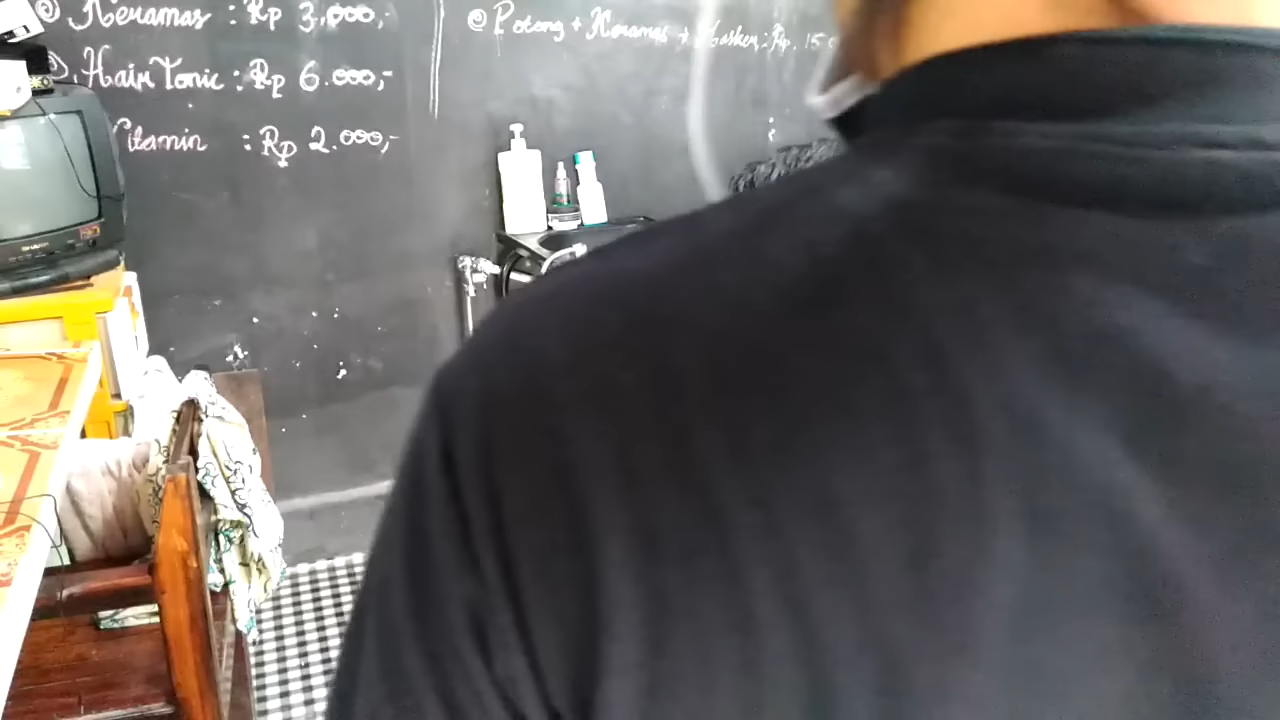 Keramas : Rp 3.000,-
Hair Tonic : Rp 6.000,-
Vitamin : Rp 2.000,-
@ Potong + Keramas + Masker : Rp. 15